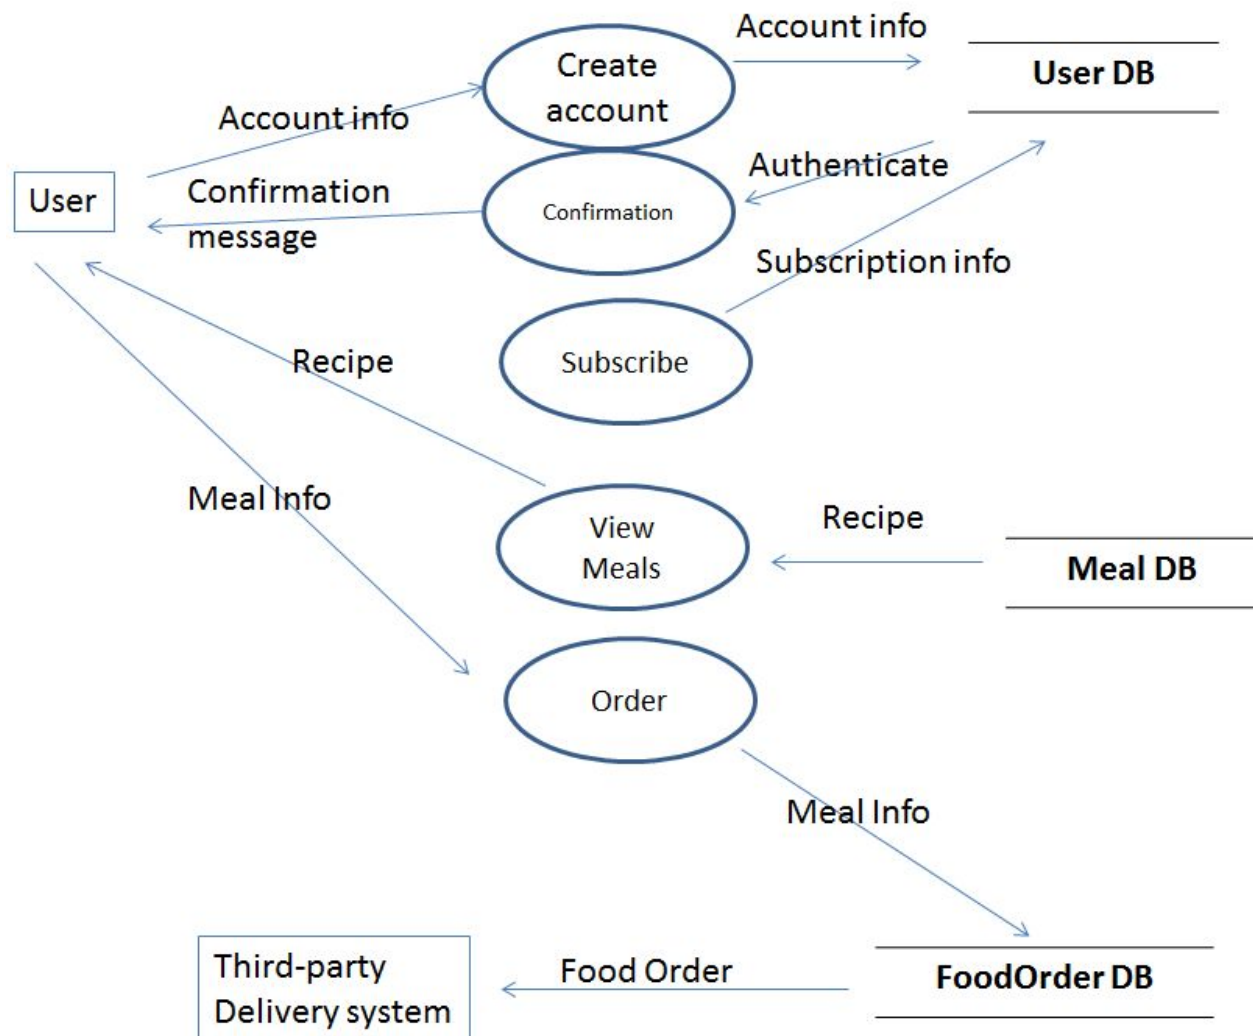 Account info
Create
account
User DB
Account info
Authenticate
User
Confirmation
message
Confirmation
Subscription info
Recipe
Subscribe
Meal Info
View
Meals
Recipe
Meal DB
Order
Meal Info
Third-party
Delivery system
Food Order
FoodOrder DB